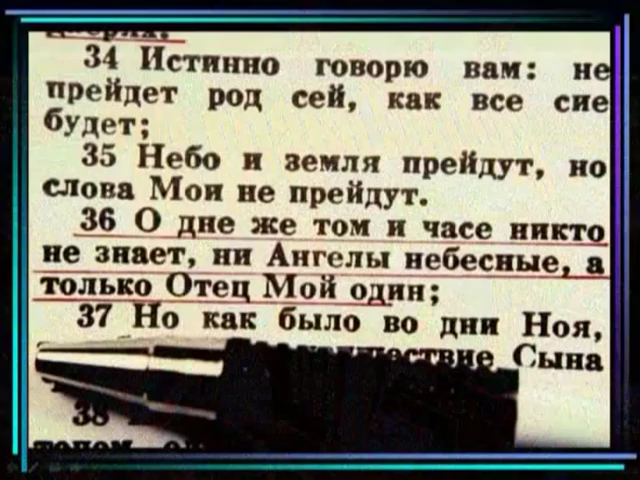 34 Истинно говорю вам: не
прейдет род сей, как все сие
будет;
35 Небо и земля прейдут, но
слова Мои не прейдут.
36 О дне же том и часе никто
не знает, ни Ангелы небесные, а
только Отец Мой один;
37 Но как было во дни Ноя,
Сына
38